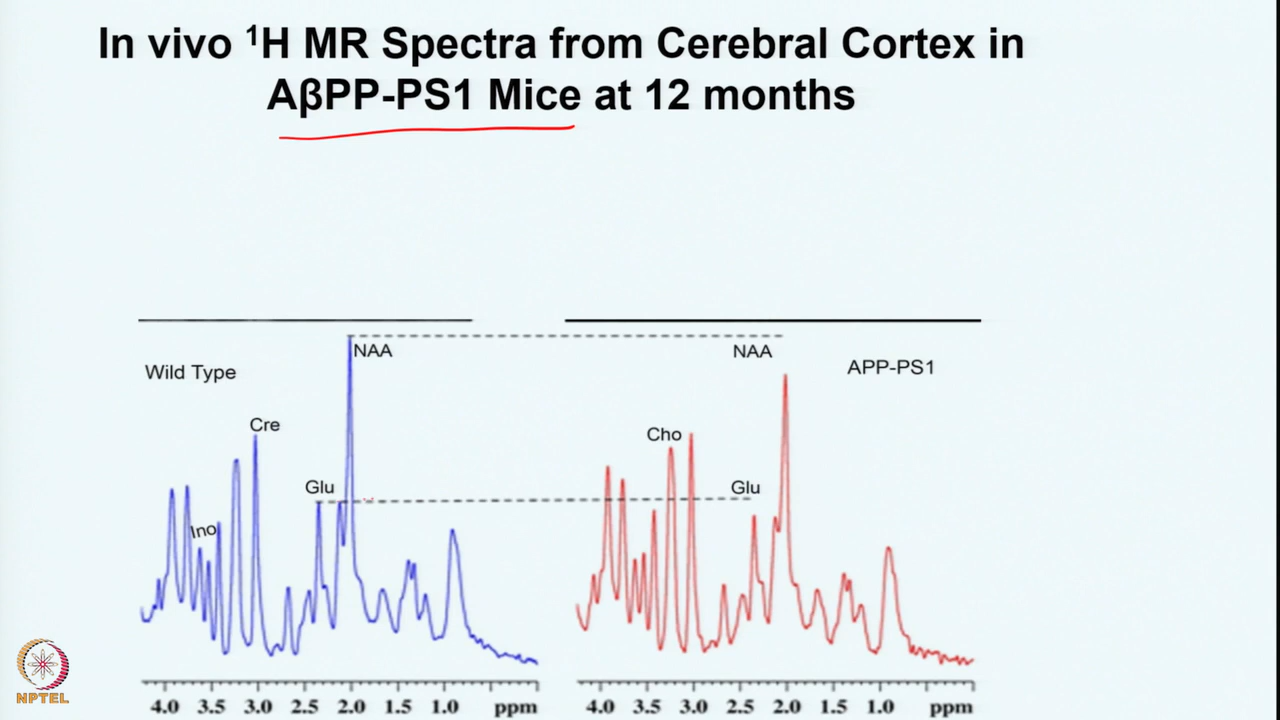 In vivo ¹H MR Spectra from Cerebral Cortex in
AβPP-PS1 Mice at 12 months
NAA
NAA
Wild Type
APP-PS1
Cre
Cho
Glu
Glu
Ino
4.0 3.5 3.0 2.5 2.0 1.5 1.0 ppm
4.0 3.5 3.0 2.5 2.0 1.5 1.0 ppm
NPTEL